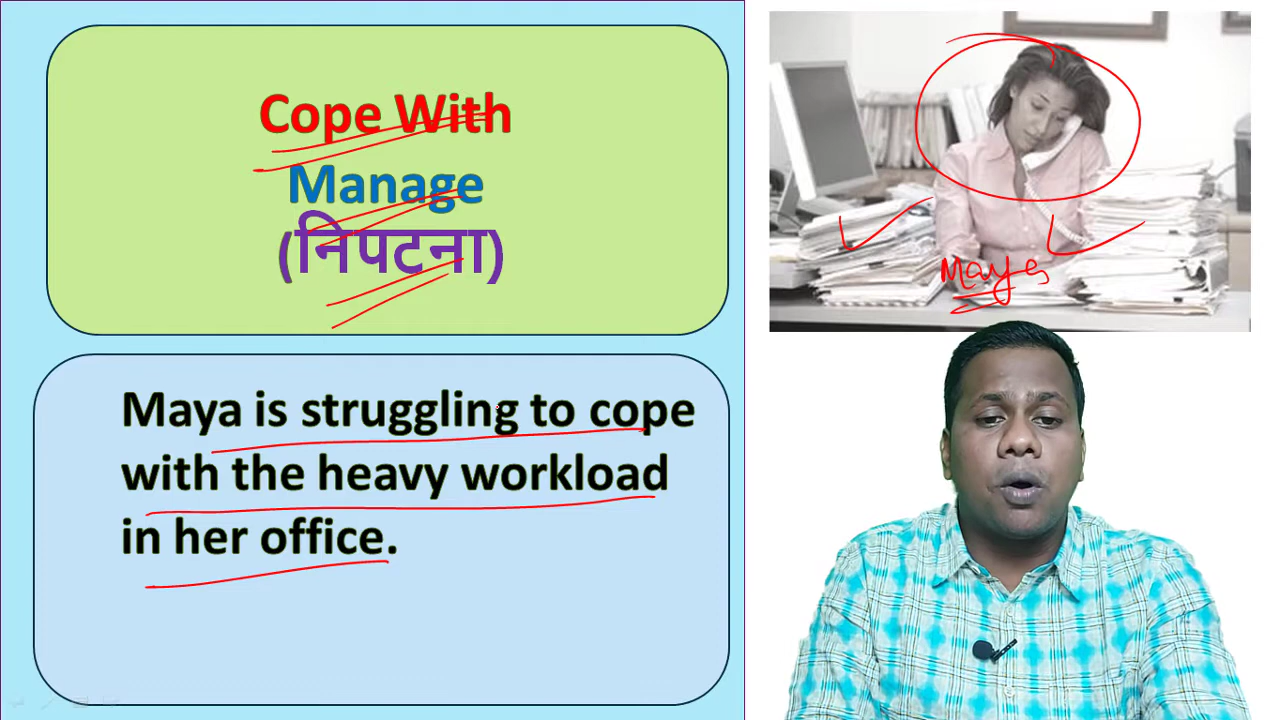 Cope With
Manage
(निपटना)
Maya is struggling to cope
with the heavy workload
in her office.
Maya